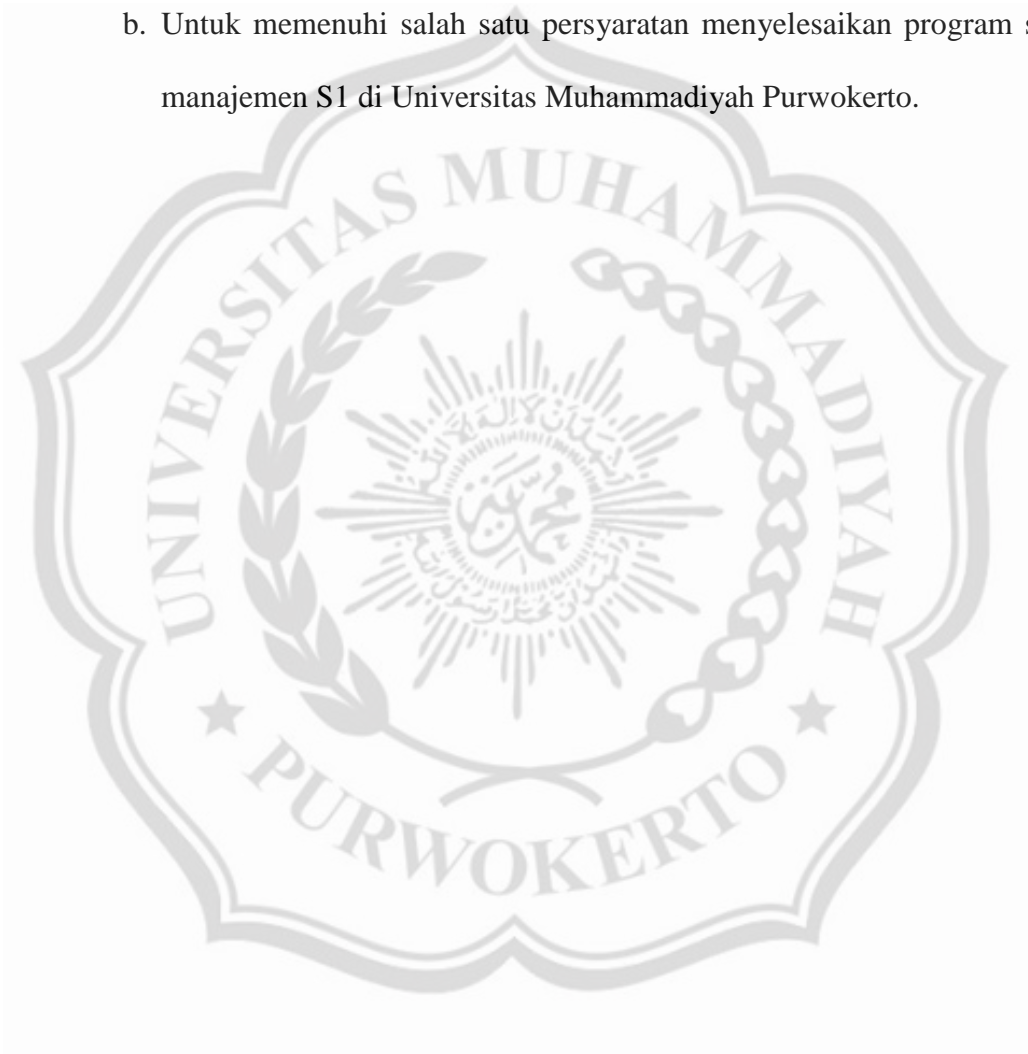 b. Untuk memenuhi salah satu persyaratan menyelesaikan program
manajemen S1 di Universitas Muhammadiyah Purwokerto.
UNIVERSITAS MUHAMMADIYAH
★ PURWOKERTO ★